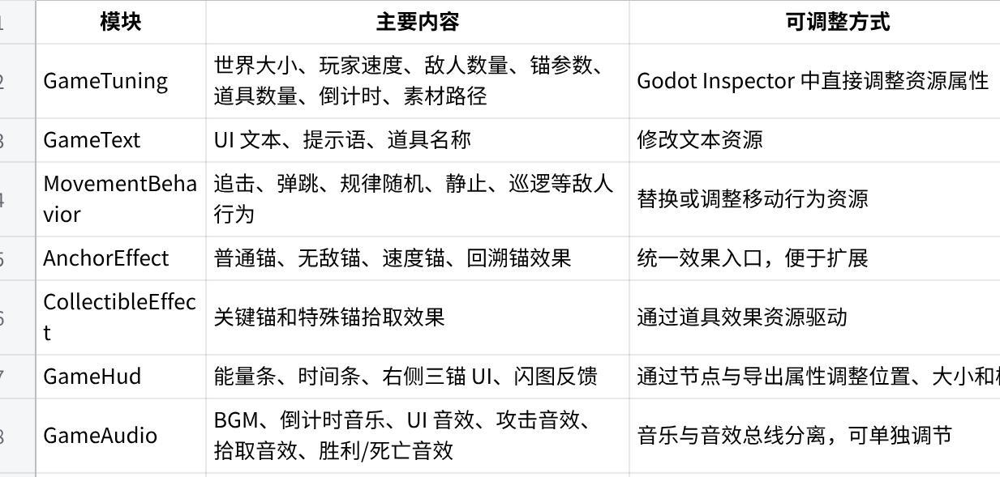 1 模块 主要内容 可调整方式
2 GameTuning 世界大小、玩家速度、敌人数量、锚参数、
道具数量、倒计时、素材路径 Godot Inspector 中直接调整资源属性
3 GameText UI 文本、提示语、道具名称 修改文本资源
4 MovementBeha
vior 追击、弹跳、规律随机、静止、巡逻等敌人
行为 替换或调整移动行为资源
5 AnchorEffect 普通锚、无敌锚、速度锚、回溯锚效果 统一效果入口，便于扩展
6 CollectibleEffec
t 关键锚和特殊锚拾取效果 通过道具效果资源驱动
7 GameHud 能量条、时间条、右侧三锚 UI、闪图反馈 通过节点与导出属性调整位置、大小和
8 GameAudio BGM、倒计时音乐、UI 音效、攻击音效、
拾取音效、胜利/死亡音效 音乐与音效总线分离，可单独调节